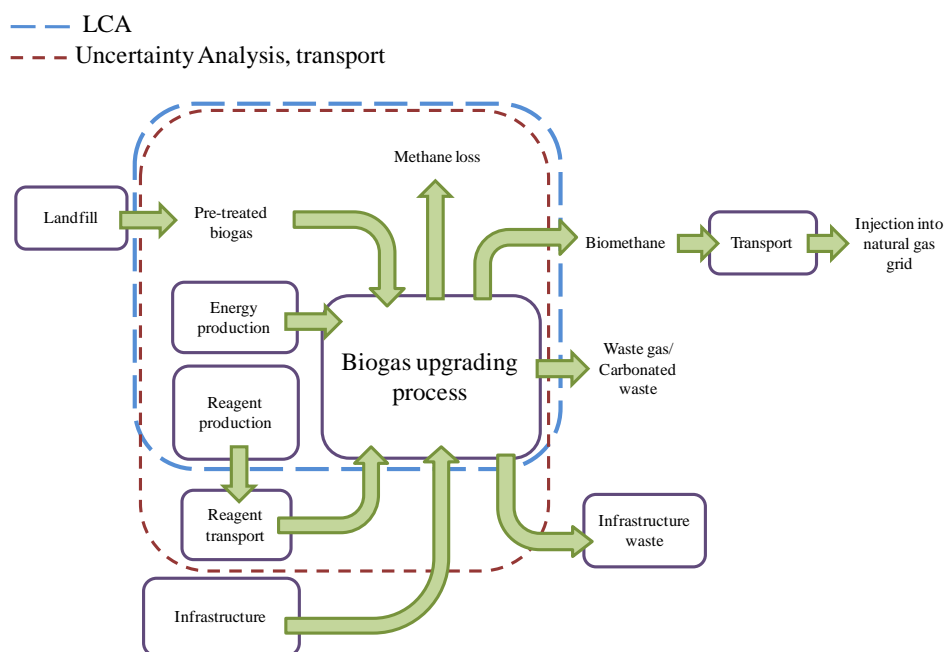 LCA
Uncertainty Analysis, transport
Methane loss
Landfill
Pre-treated
biogas
Biomethane
Transport
Injection into
natural gas
grid
Energy
production
Biogas upgrading
process
Waste gas/
Carbonated
waste
Reagent
production
Reagent
transport
Infrastructure
waste
Infrastructure